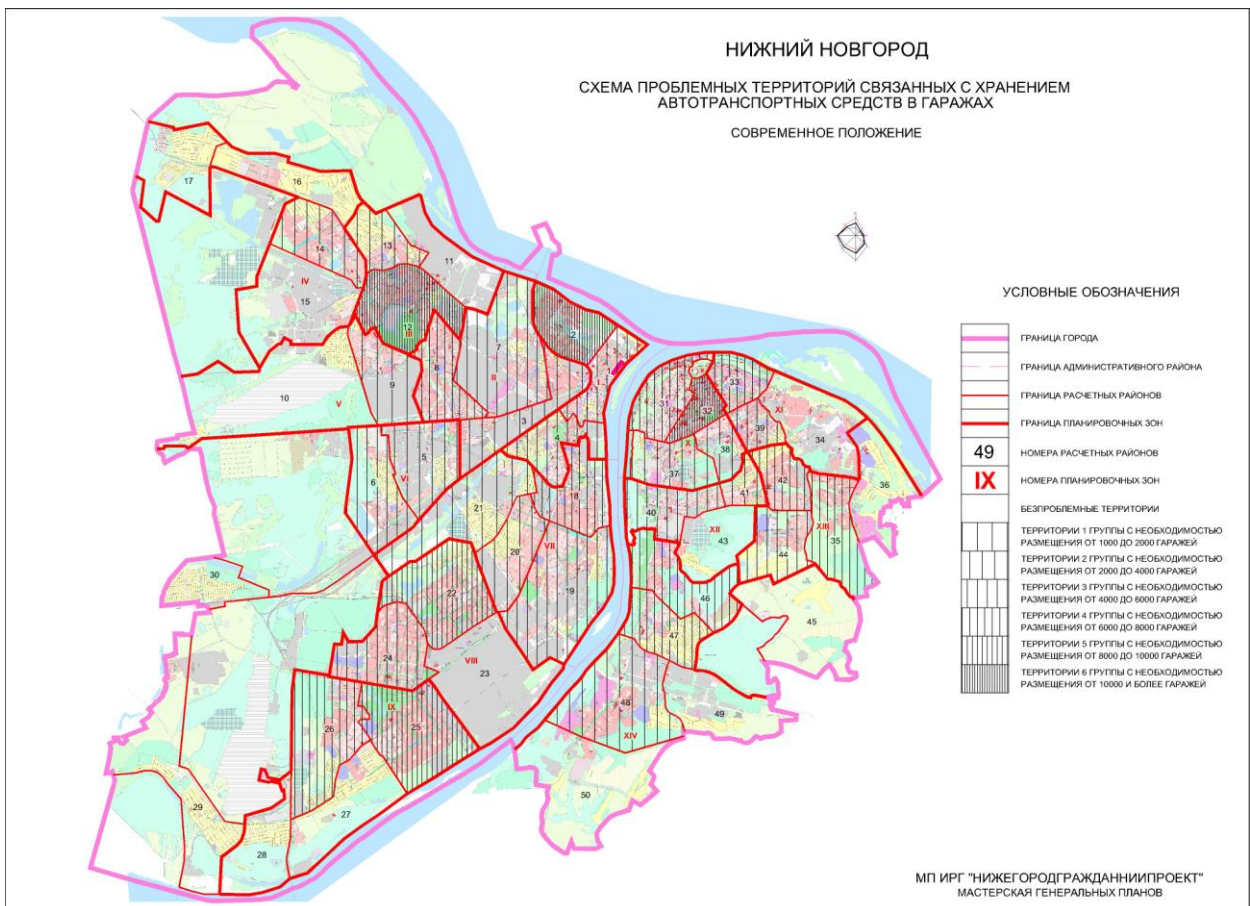 НИЖНИЙ НОВГОРОД
СХЕМА ПРОБЛЕМНЫХ ТЕРРИТОРИЙ СВЯЗАННЫХ С ХРАНЕНИЕМ
АВТОТРАНСПОРТНЫХ СРЕДСТВ В ГАРАЖАХ
СОВРЕМЕННОЕ ПОЛОЖЕНИЕ
17
16
14
13
11
IV
15
12
III
7
2
1
I
8
II
9
10
V
3
4
5
6
VI
31
33
32
XI
39
34
X
38
37
36
42
41
40
XII
43
XIII
35
44
21
18
20
VII
19
30
22
46
45
47
24
VIII
23
48
49
XIV
IX
26
25
50
29
27
28
УСЛОВНЫЕ ОБОЗНАЧЕНИЯ
ГРАНИЦА ГОРОДА
ГРАНИЦА АДМИНИСТРАТИВНОГО РАЙОНА
ГРАНИЦА РАСЧЕТНЫХ РАЙОНОВ
ГРАНИЦА ПЛАНИРОВОЧНЫХ ЗОН
49 НОМЕРА РАСЧЕТНЫХ РАЙОНОВ
IX НОМЕРА ПЛАНИРОВОЧНЫХ ЗОН
БЕЗПРОБЛЕМНЫЕ ТЕРРИТОРИИ
ТЕРРИТОРИИ 1 ГРУППЫ С НЕОБХОДИМОСТЬЮ
РАЗМЕЩЕНИЯ ОТ 1000 ДО 2000 ГАРАЖЕЙ
ТЕРРИТОРИИ 2 ГРУППЫ С НЕОБХОДИМОСТЬЮ
РАЗМЕЩЕНИЯ ОТ 2000 ДО 4000 ГАРАЖЕЙ
ТЕРРИТОРИИ 3 ГРУППЫ С НЕОБХОДИМОСТЬЮ
РАЗМЕЩЕНИЯ ОТ 4000 ДО 6000 ГАРАЖЕЙ
ТЕРРИТОРИИ 4 ГРУППЫ С НЕОБХОДИМОСТЬЮ
РАЗМЕЩЕНИЯ ОТ 6000 ДО 8000 ГАРАЖЕЙ
ТЕРРИТОРИИ 5 ГРУППЫ С НЕОБХОДИМОСТЬЮ
РАЗМЕЩЕНИЯ ОТ 8000 ДО 10000 ГАРАЖЕЙ
ТЕРРИТОРИИ 6 ГРУППЫ С НЕОБХОДИМОСТЬЮ
РАЗМЕЩЕНИЯ ОТ 10000 И БОЛЕЕ ГАРАЖЕЙ
МП ИРГ "НИЖЕГОРОДГРАЖДАННИИПРОЕКТ"
МАСТЕРСКАЯ ГЕНЕРАЛЬНЫХ ПЛАНОВ